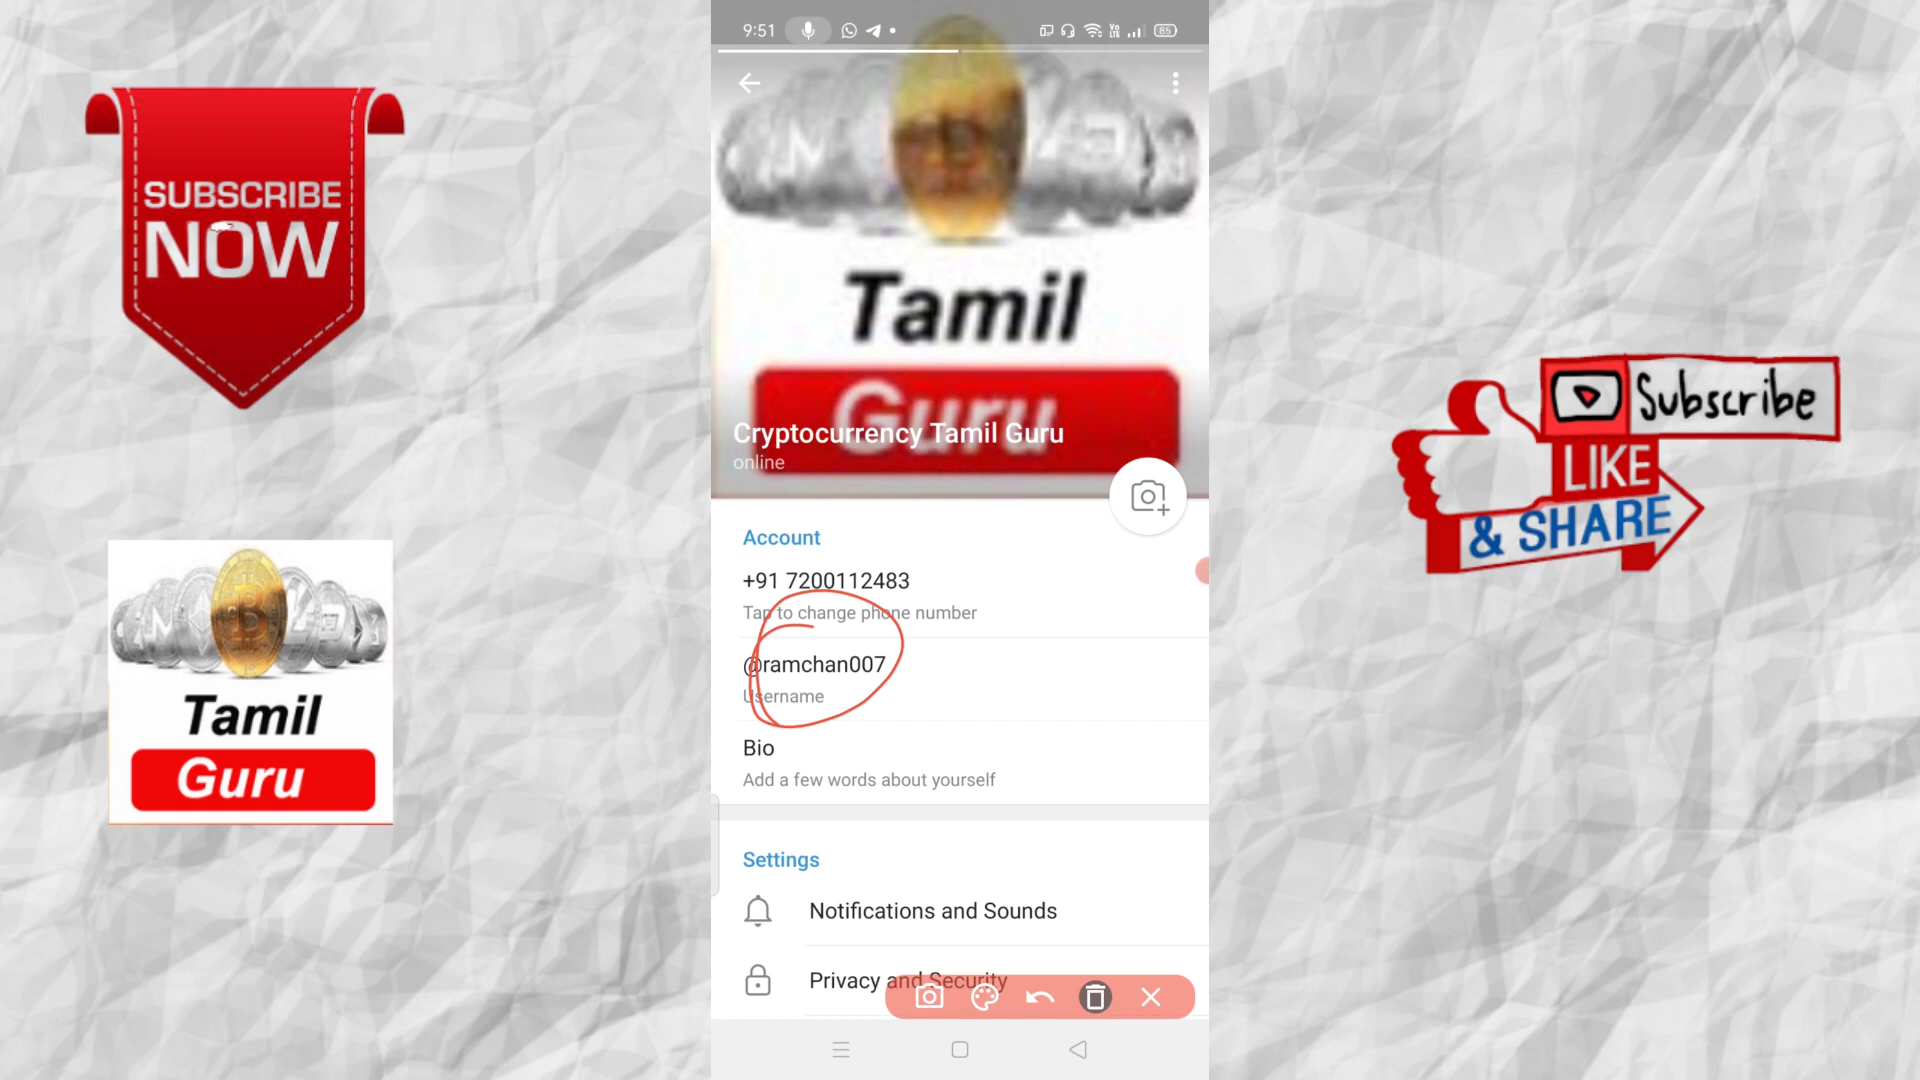 SUBSCRIBE
NOW
Tamil
Guru
9:51
85
Tamil
Guru
Cryptocurrency Tamil Guru
online
Account
+91 7200112483
Tap to change phone number
@ramchan007
Username
Bio
Add a few words about yourself
Settings
Notifications and Sounds
Privacy and Security
Subscribe
LIKE
& SHARE